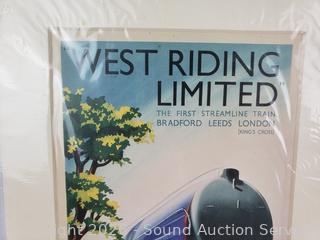 "WEST RIDING
LIMITED"
THE FIRST STREAMLINE TRAIN
BRADFORD LEEDS LONDON
(KING'S CROSS)
Sound Auction Serv